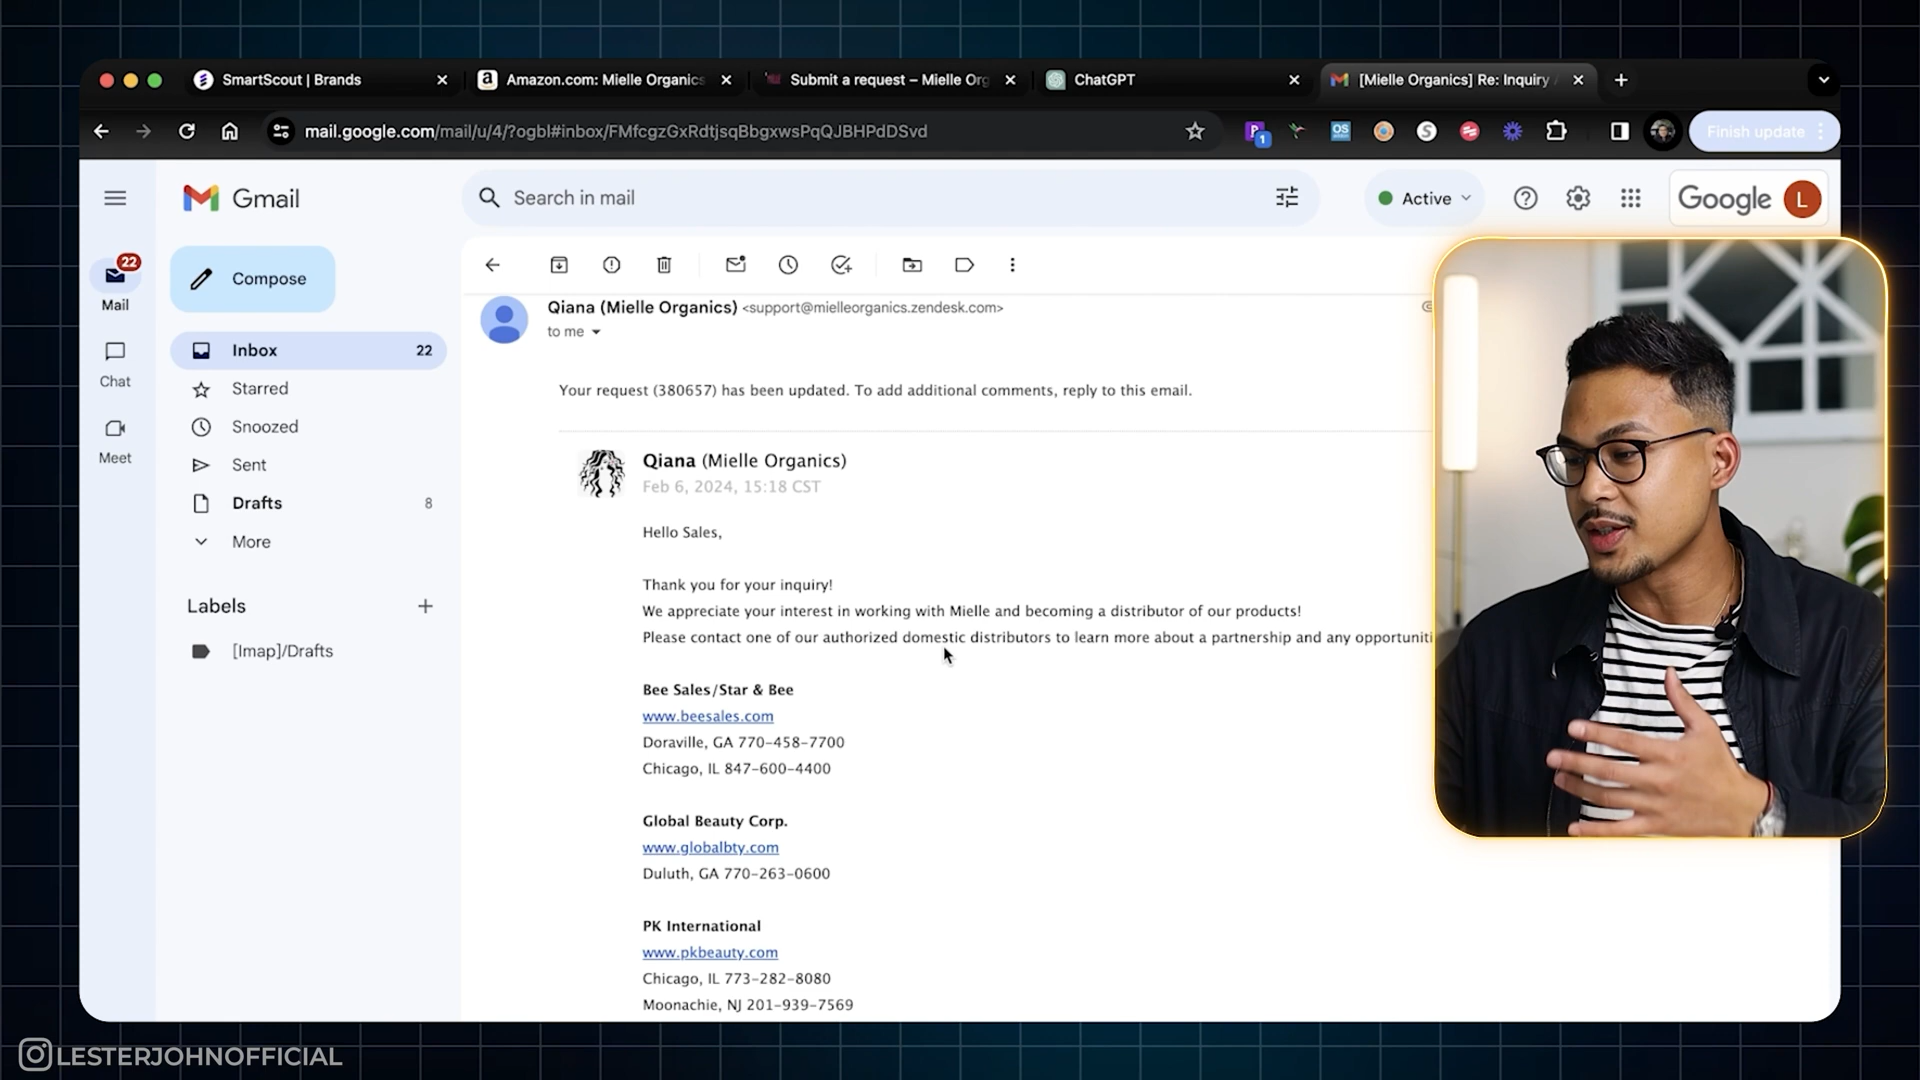 SmartScout | Brands
Amazon.com: Mielle Organics
Submit a request – Mielle Org
ChatGPT
[Mielle Organics] Re: Inquiry
mail.google.com/mail/u/4/?ogbl#inbox/FMfcgzGxRdtjsqBbgxwsPqQJBHPdDSvd
OS
1
Finish update
Gmail
Search in mail
Active
Google
L
22
Mail
Chat
Meet
Compose
Inbox 22
Starred
Snoozed
Sent
Drafts 8
More
Labels
[Imap]/Drafts
Qiana (Mielle Organics) <support@mielleorganics.zendesk.com>
to me
Your request (380657) has been updated. To add additional comments, reply to this email.
Qiana (Mielle Organics)
Feb 6, 2024, 15:18 CST
Hello Sales,
Thank you for your inquiry!
We appreciate your interest in working with Mielle and becoming a distributor of our products!
Please contact one of our authorized domestic distributors to learn more about a partnership and any opportuniti
Bee Sales/Star & Bee
www.beesales.com
Doraville, GA 770-458-7700
Chicago, IL 847-600-4400
Global Beauty Corp.
www.globalbty.com
Duluth, GA 770-263-0600
PK International
www.pkbeauty.com
Chicago, IL 773-282-8080
Moonachie, NJ 201-939-7569
LESTERJOHNOFFICIAL